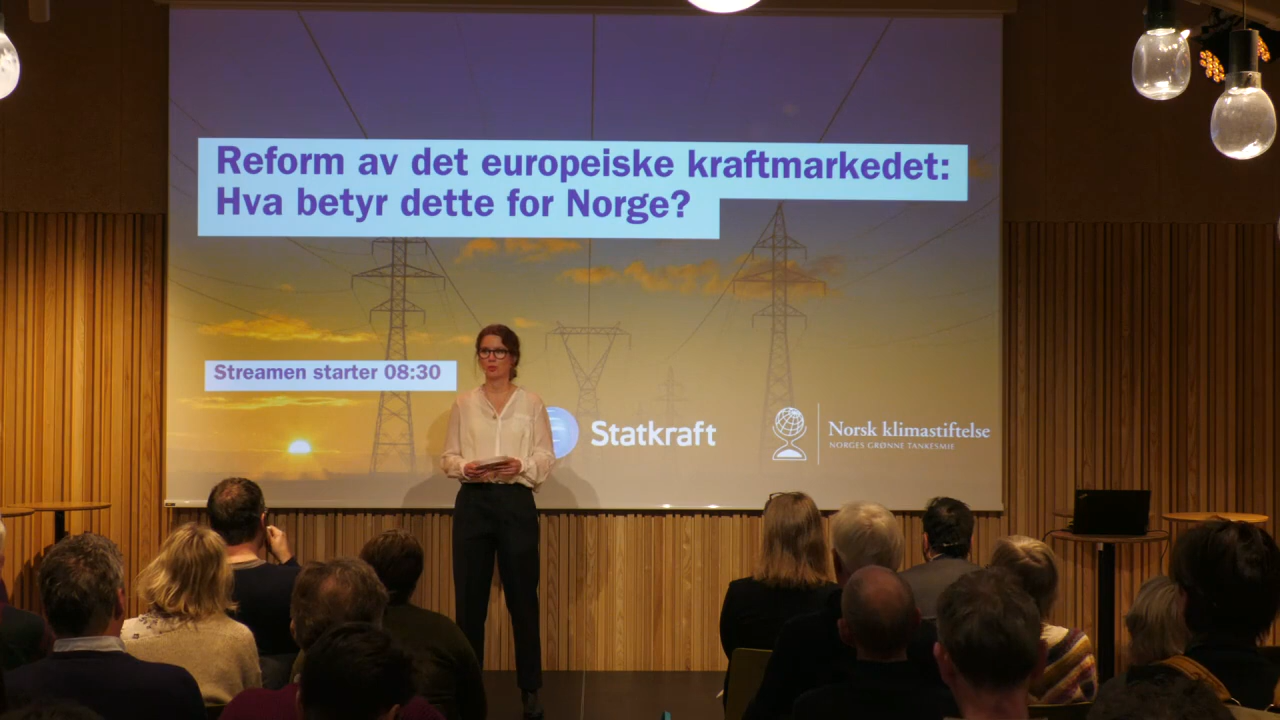 Reform av det europeiske kraftmarkedet:
Hva betyr dette for Norge?
Streamen starter 08:30
Statkraft
Norsk klimastiftelse
NORGES GRØNNE TANKESMIE